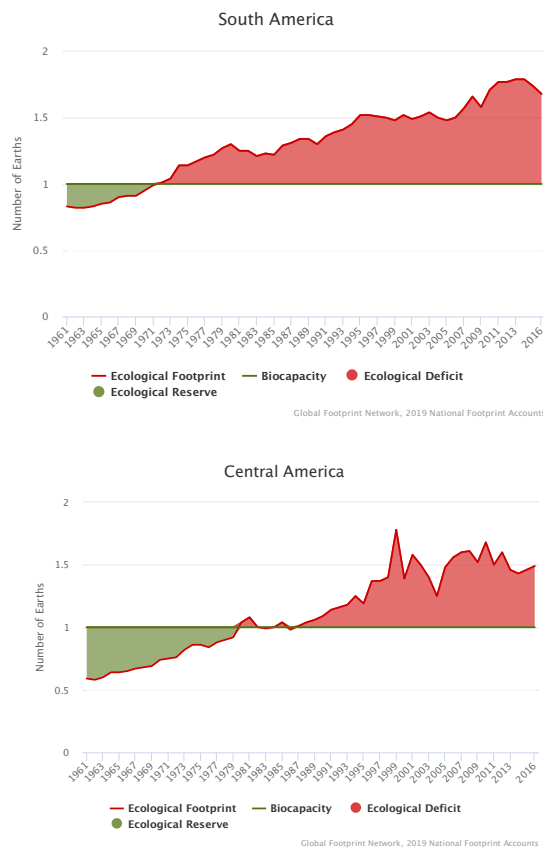 South America
Number of Earths
2
1.5
1
0.5
0
1961 1963 1965 1967 1969 1971 1973 1975 1977 1979 1981 1983 1985 1987 1989 1991 1993 1995 1997 1999 2001 2003 2005 2007 2009 2011 2013 2016
Ecological Footprint Biocapacity Ecological Deficit
Ecological Reserve
Global Footprint Network, 2019 National Footprint Accounts
Central America
Number of Earths
2
1.5
1
0.5
0
1961 1963 1965 1967 1969 1971 1973 1975 1977 1979 1981 1983 1985 1987 1989 1991 1993 1995 1997 1999 2001 2003 2005 2007 2009 2011 2013 2016
Ecological Footprint Biocapacity Ecological Deficit
Ecological Reserve
Global Footprint Network, 2019 National Footprint Accounts